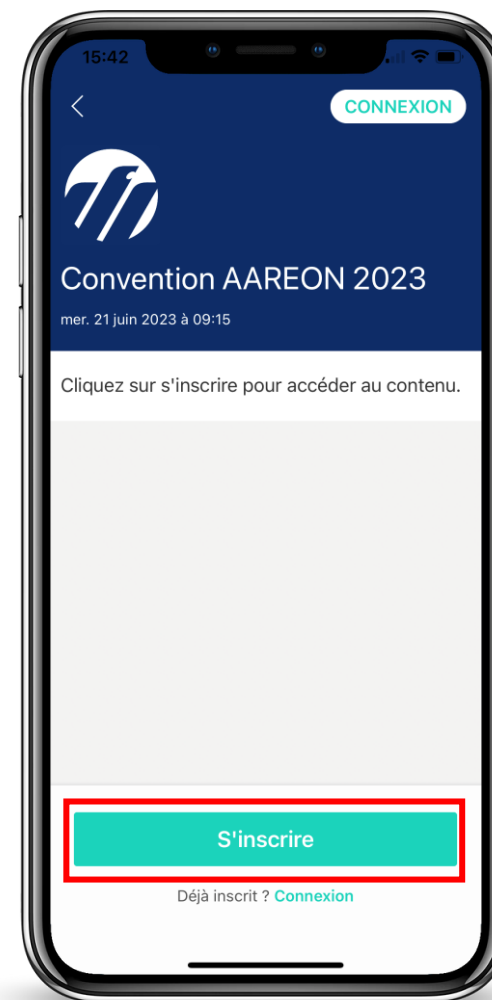 15:42
CONNEXION
Convention AAREON 2023
mer. 21 juin 2023 à 09:15
Cliquez sur s'inscrire pour accéder au contenu.
S'inscrire
Déjà inscrit ? Connexion